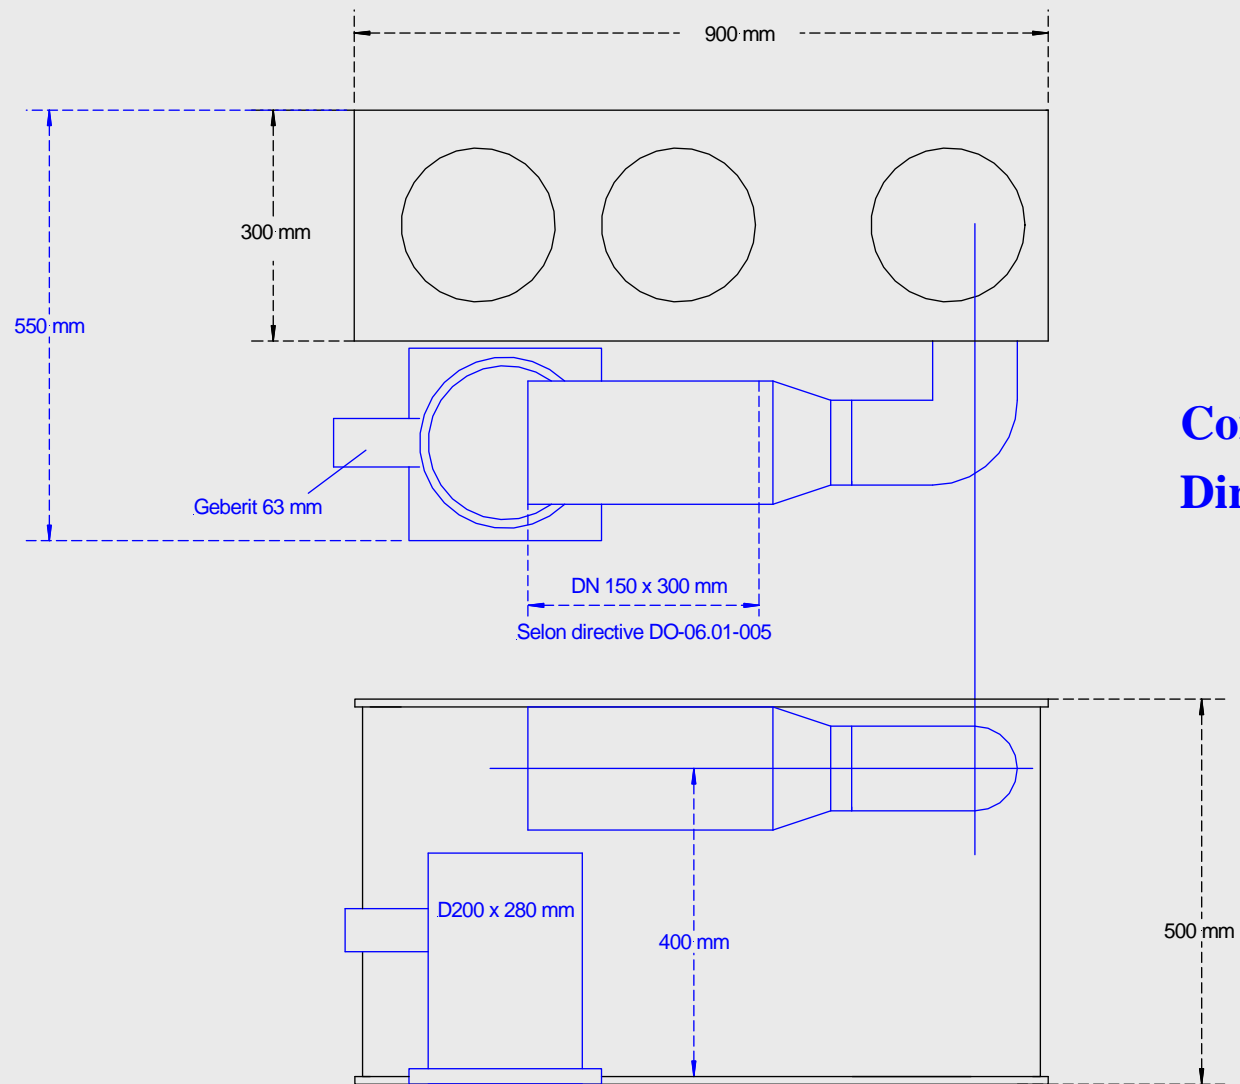 900 mm
300 mm
550 mm
Geberit 63 mm
DN 150 x 300 mm
Selon directive DO-06.01-005
D200 x 280 mm
400 mm
500 mm